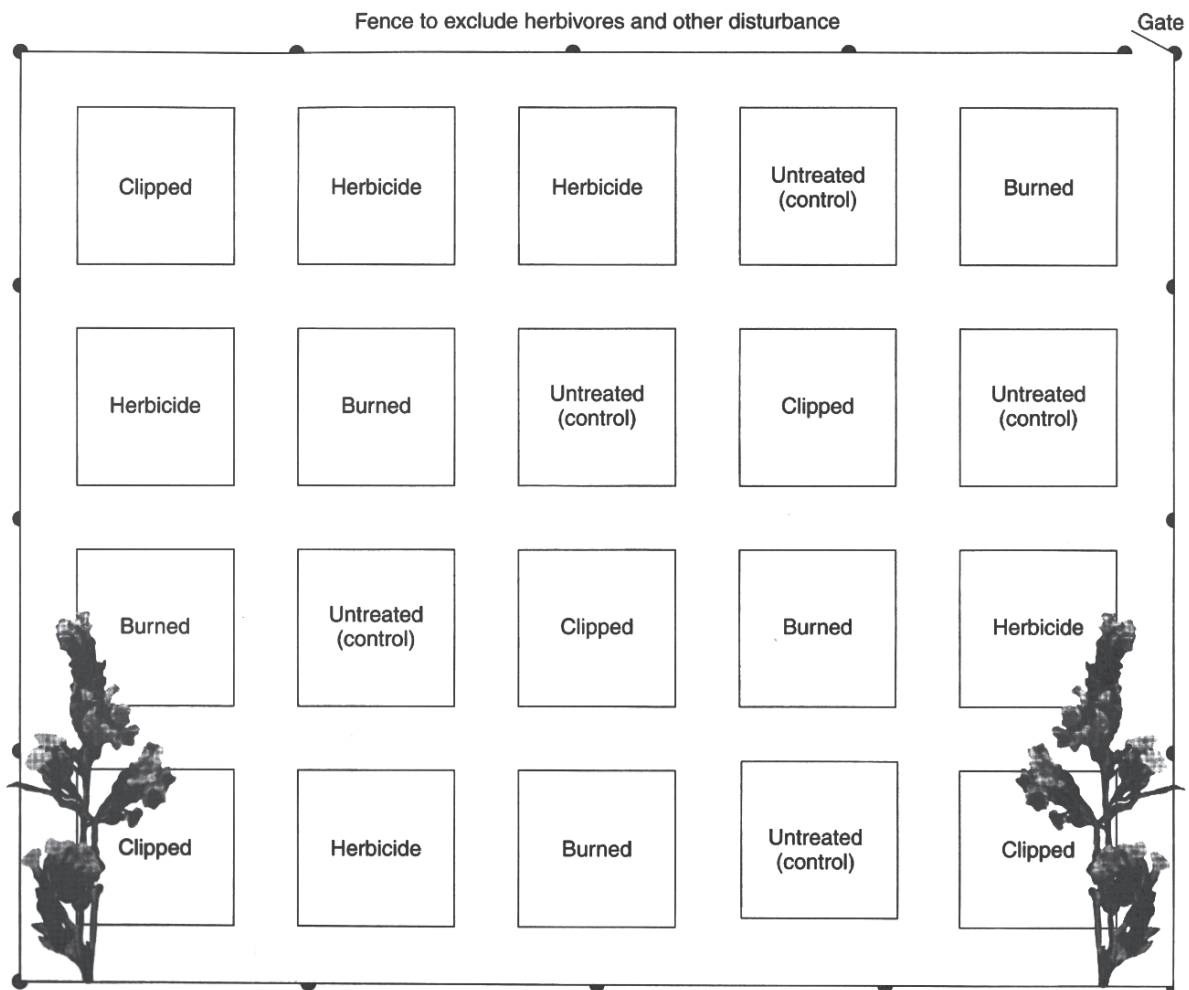 Fence to exclude herbivores and other disturbance
Gate
Clipped
Herbicide
Herbicide
Untreated
(control)
Burned
Herbicide
Burned
Untreated
(control)
Clipped
Untreated
(control)
Burned
Untreated
(control)
Clipped
Burned
Herbicide
Clipped
Herbicide
Burned
Untreated
(control)
Clipped